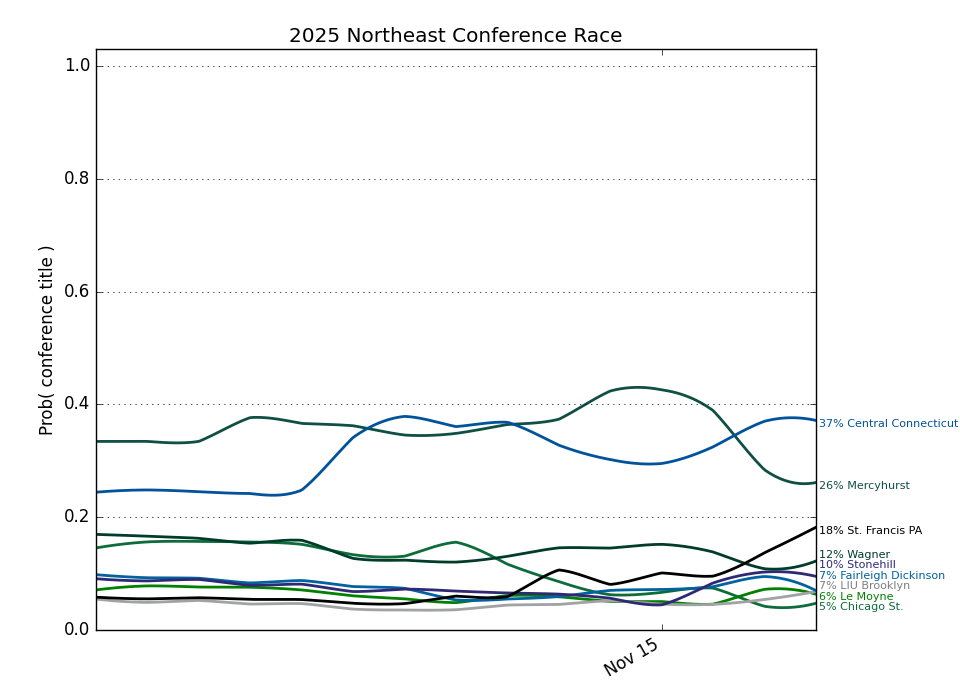 2025 Northeast Conference Race
1.0
0.8
0.6
0.4
0.2
0.0
Prob( conference title )
Nov 15
37% Central Connecticut
26% Mercyhurst
18% St. Francis PA
12% Wagner
10% Stonehill
7% Fairleigh Dickinson
7% LIU Brooklyn
6% Le Moyne
5% Chicago St.